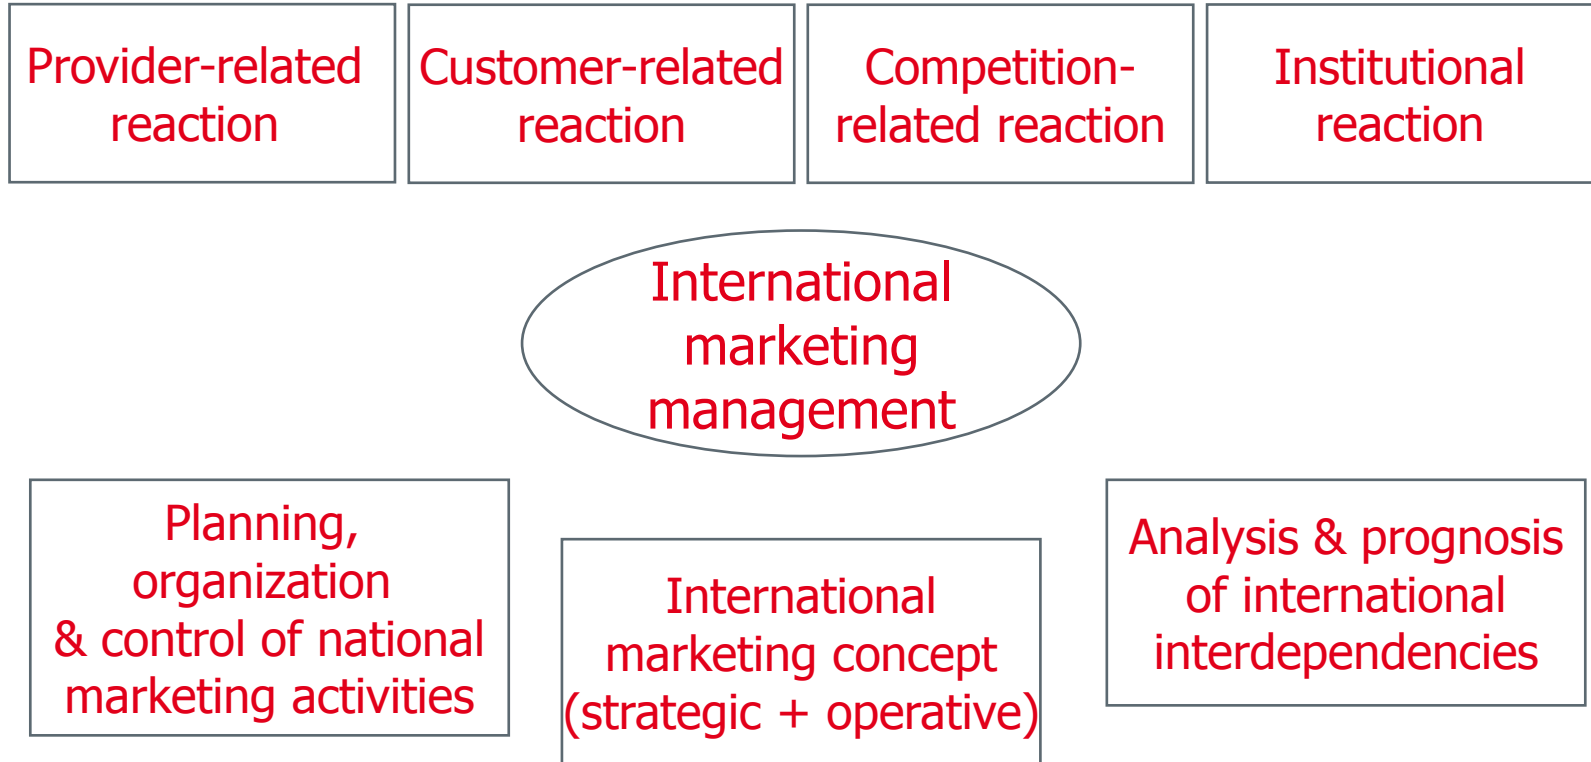 Provider-related
reaction
Customer-related
reaction
Competition-
related reaction
Institutional
reaction
International
marketing
management
Planning,
organization
& control of national
marketing activities
International
marketing concept
(strategic + operative)
Analysis & prognosis
of international
interdependencies